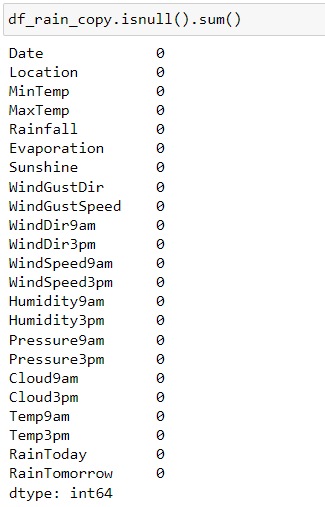 df_rain_copy.isnull().sum()
Date 0
Location 0
MinTemp 0
MaxTemp 0
Rainfall 0
Evaporation 0
Sunshine 0
WindGustDir 0
WindGustSpeed 0
WindDir9am 0
WindDir3pm 0
WindSpeed9am 0
WindSpeed3pm 0
Humidity9am 0
Humidity3pm 0
Pressure9am 0
Pressure3pm 0
Cloud9am 0
Cloud3pm 0
Temp9am 0
Temp3pm 0
RainToday 0
RainTomorrow 0
dtype: int64